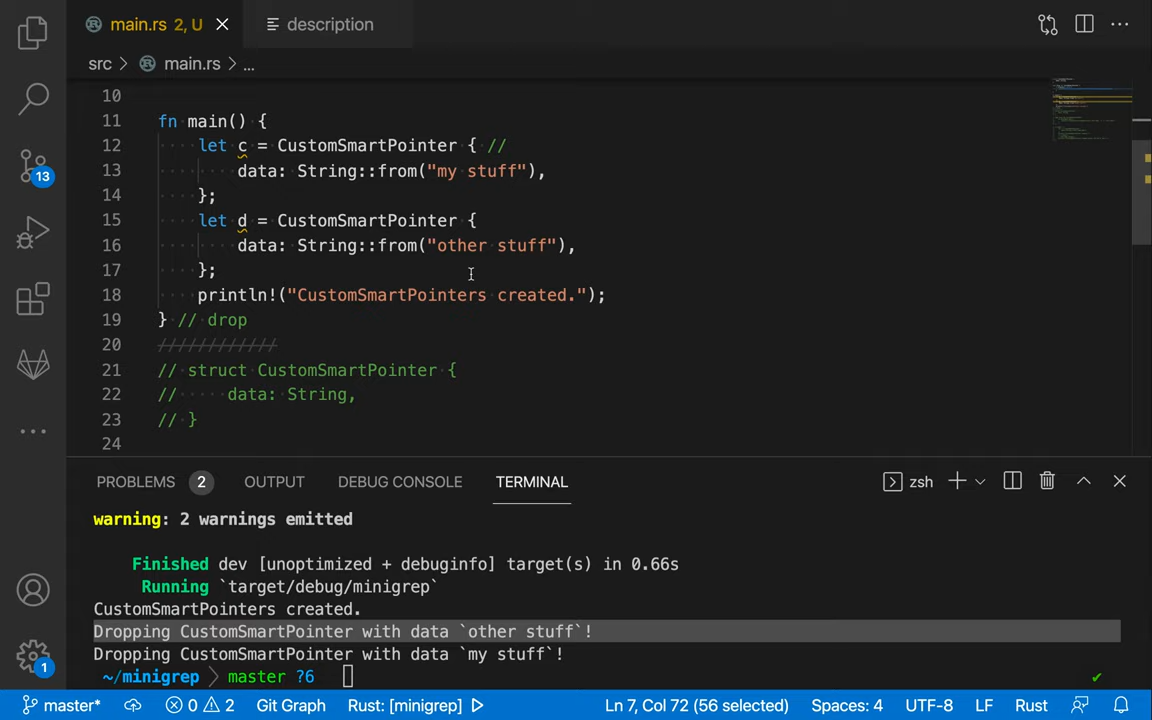 main.rs 2, U
description
src > main.rs > ...
10
11 fn main() {
12 let c = CustomSmartPointer { //
13 data: String::from("my stuff"),
14 };
15 let d = CustomSmartPointer {
16 data: String::from("other stuff"),
17 };
18 println!("CustomSmartPointers created.");
19 } // drop
20 ////////////
21 // struct CustomSmartPointer {
22 // data: String,
23 // }
24
13
PROBLEMS 2 OUTPUT DEBUG CONSOLE TERMINAL zsh
warning: 2 warnings emitted
Finished dev [unoptimized + debuginfo] target(s) in 0.66s
Running `target/debug/minigrep`
CustomSmartPointers created.
Dropping CustomSmartPointer with data `other stuff`!
Dropping CustomSmartPointer with data `my stuff`!
~/minigrep > master ?6
1
master* 0 2 Git Graph Rust: [minigrep] Ln 7, Col 72 (56 selected) Spaces: 4 UTF-8 LF Rust